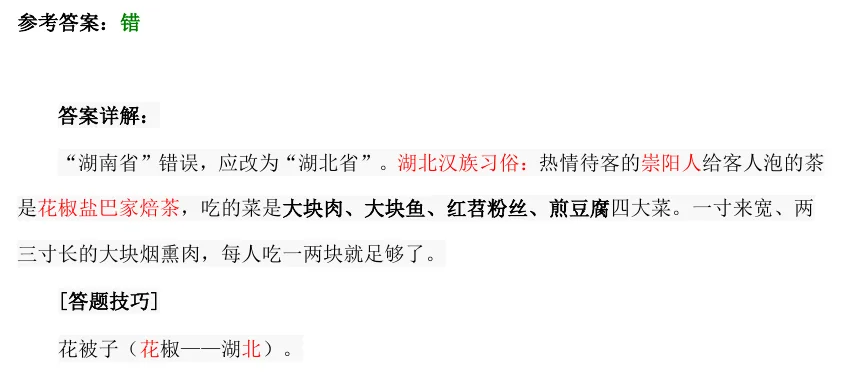 参考答案：错
答案详解：
“湖南省”错误，应改为“湖北省”。湖北汉族习俗：热情待客的崇阳人给客人泡的茶
是花椒盐巴家焙茶，吃的菜是大块肉、大块鱼、红苕粉丝、煎豆腐四大菜。一寸来宽、两
三寸长的大块烟熏肉，每人吃一两块就足够了。
[答题技巧]
花被子（花椒——湖北）。